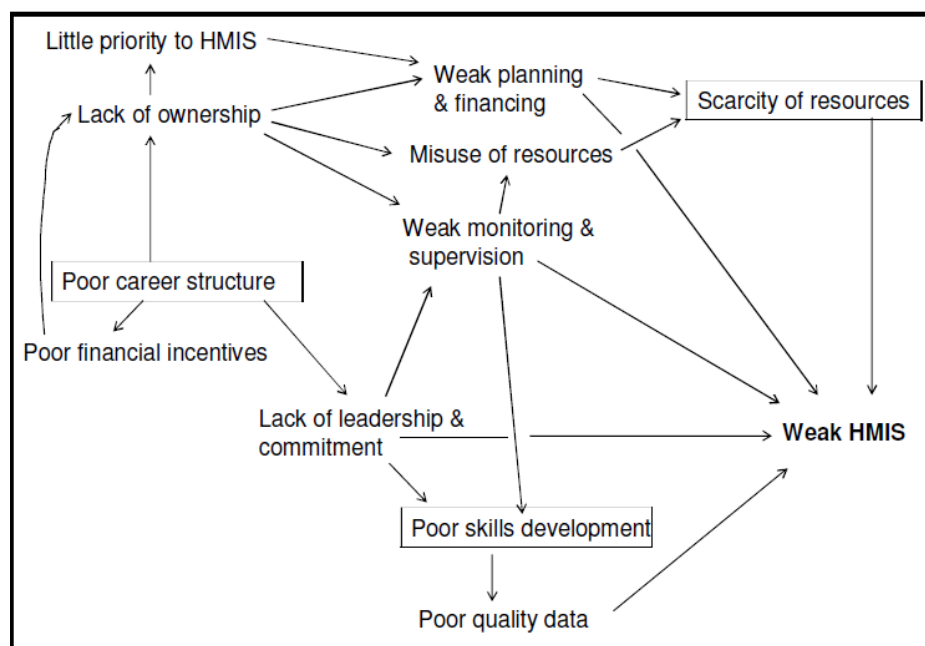 Little priority to HMIS
Weak planning
& financing
Scarcity of resources
Lack of ownership
Misuse of resources
Weak monitoring &
supervision
Poor career structure
Poor financial incentives
Lack of leadership &
commitment
Weak HMIS
Poor skills development
Poor quality data